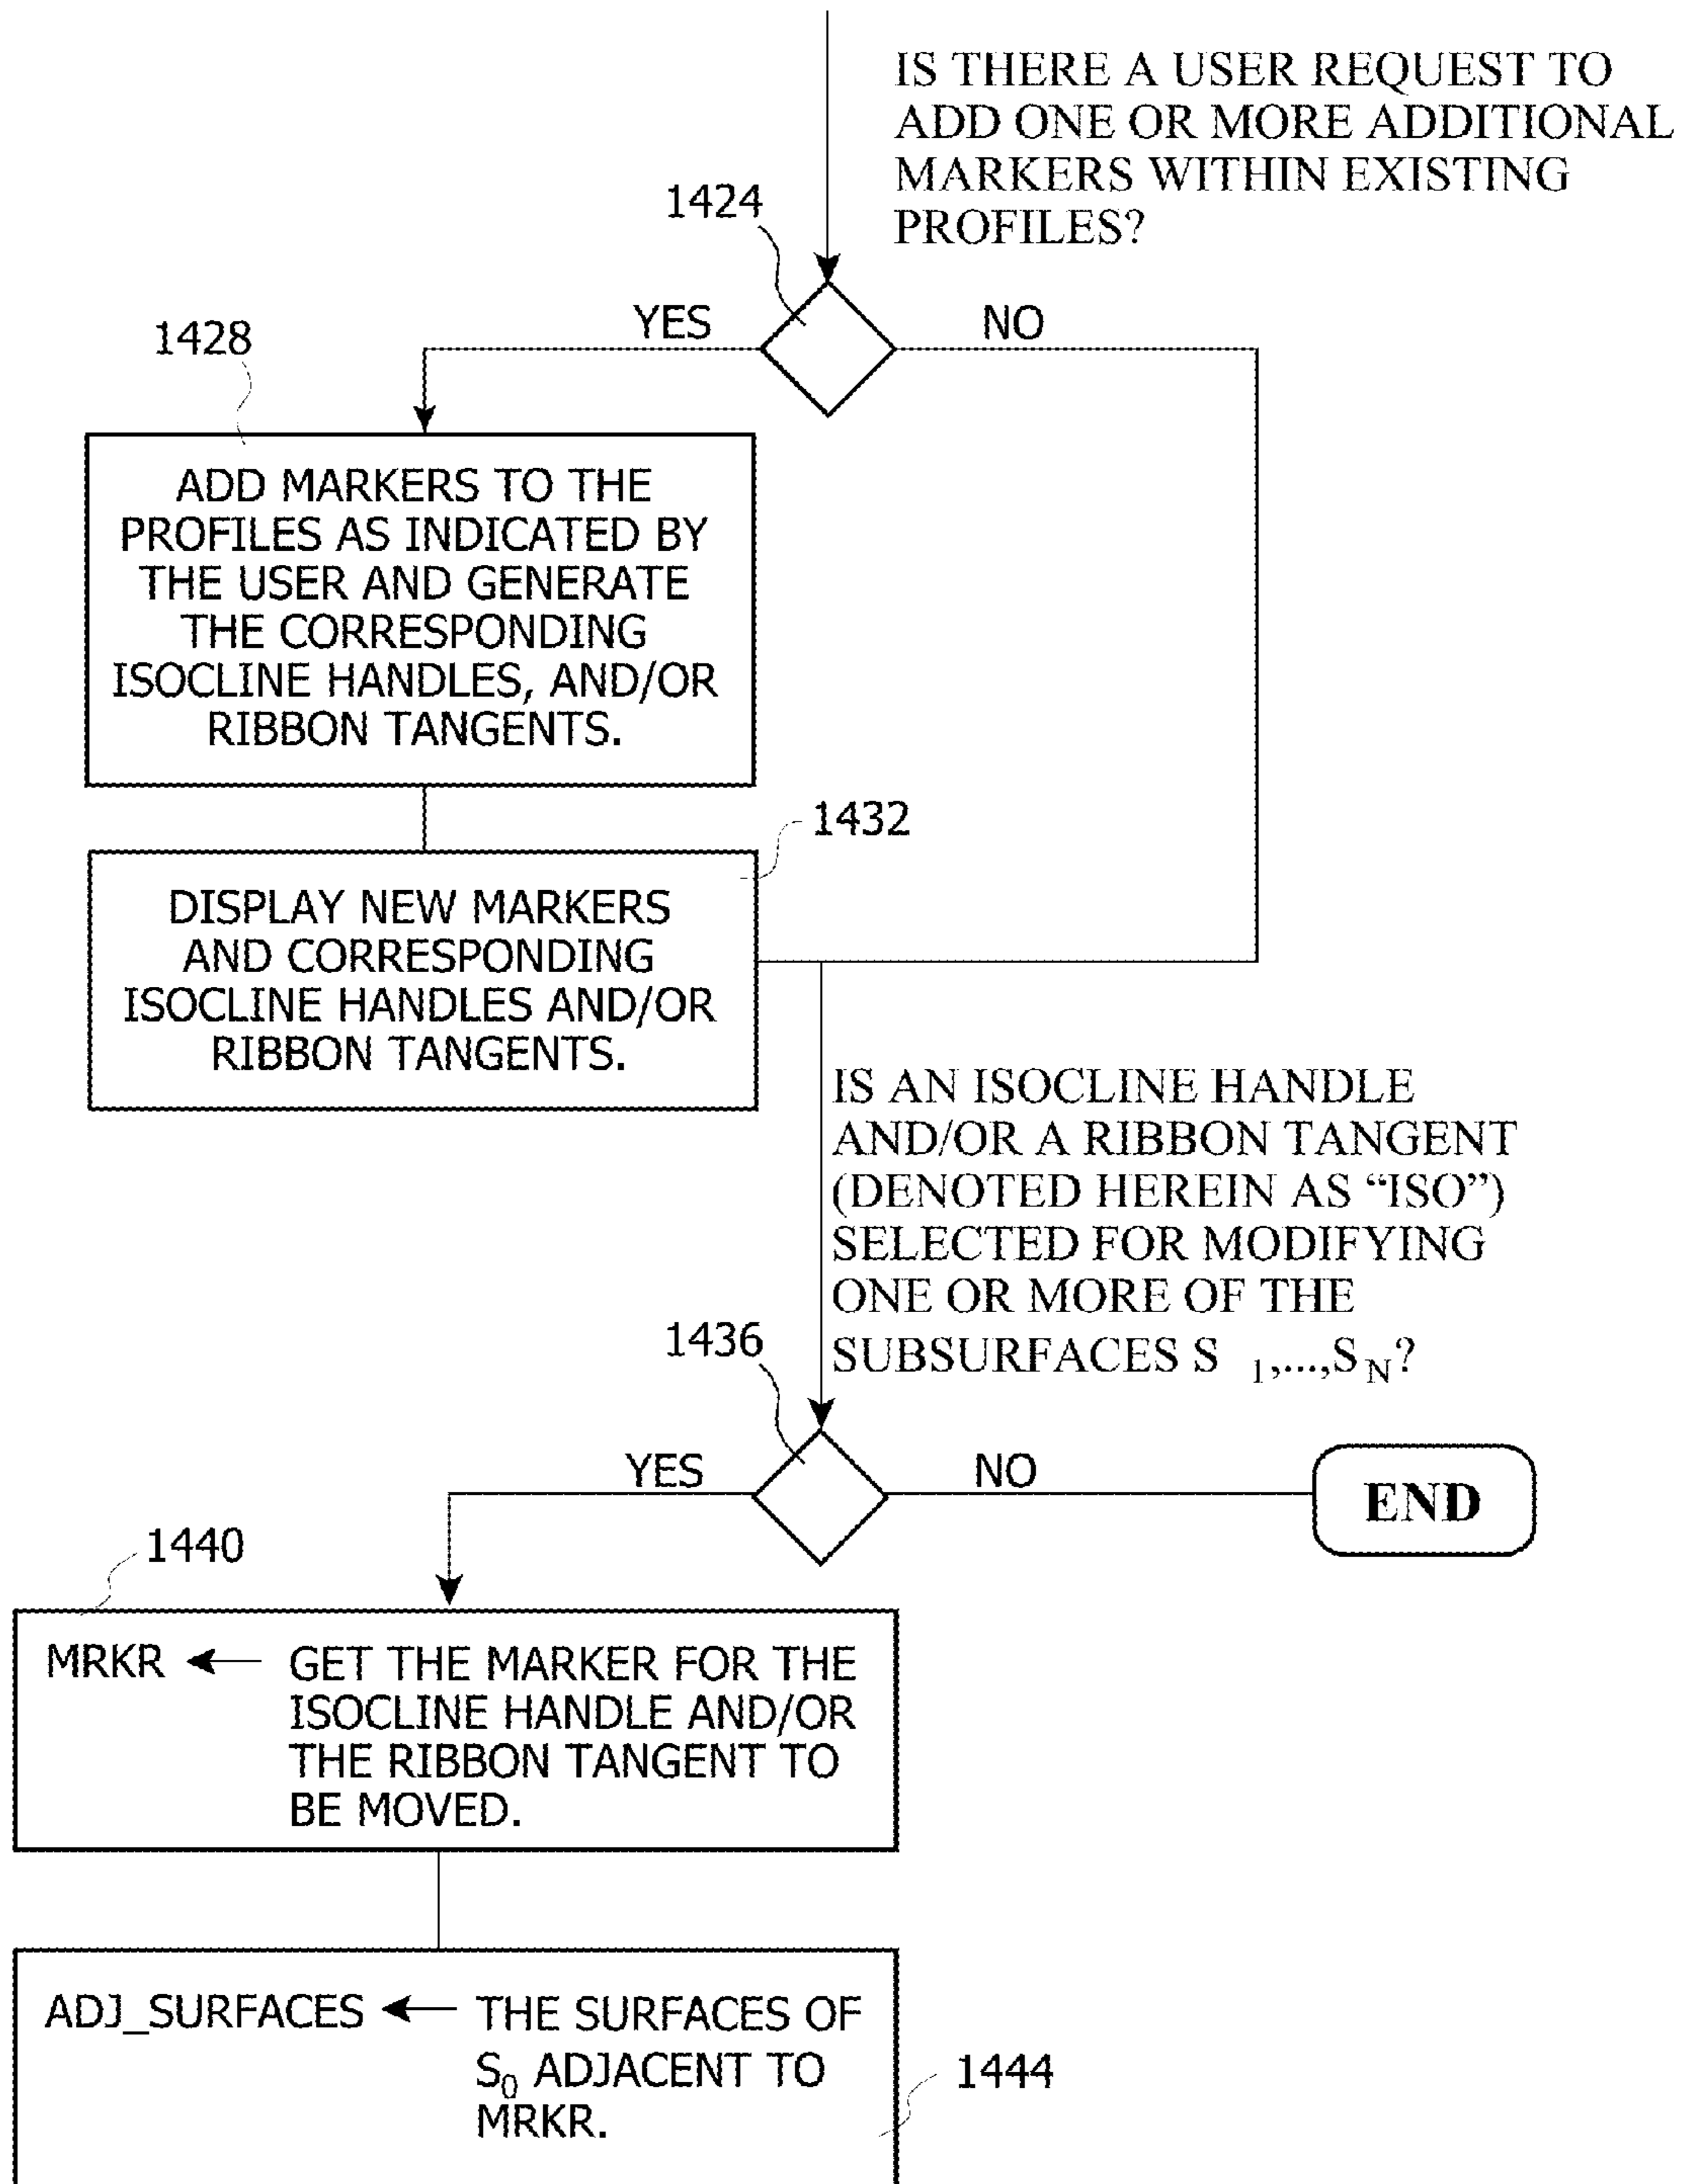 IS THERE A USER REQUEST TO
ADD ONE OR MORE ADDITIONAL
MARKERS WITHIN EXISTING
PROFILES?
1424
YES
NO
1428
ADD MARKERS TO THE
PROFILES AS INDICATED BY
THE USER AND GENERATE
THE CORRESPONDING
ISOCLINE HANDLES, AND/OR
RIBBON TANGENTS.
1432
DISPLAY NEW MARKERS
AND CORRESPONDING
ISOCLINE HANDLES AND/OR
RIBBON TANGENTS.
IS AN ISOCLINE HANDLE
AND/OR A RIBBON TANGENT
(DENOTED HEREIN AS “ISO”)
SELECTED FOR MODIFYING
ONE OR MORE OF THE
SUBSURFACES S 1,...,S N?
1436
YES
NO
END
1440
MRKR ← GET THE MARKER FOR THE
ISOCLINE HANDLE AND/OR
THE RIBBON TANGENT TO
BE MOVED.
ADJ_SURFACES ← THE SURFACES OF
S0 ADJACENT TO
MRKR.
1444